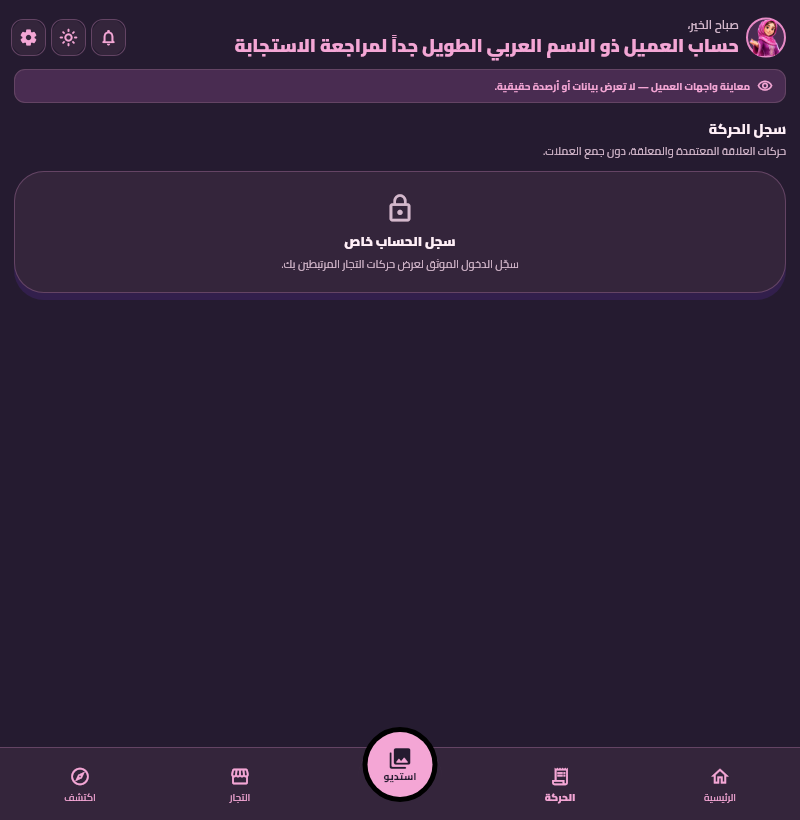 صباح الخير،
حساب العميل ذو الاسم العربي الطويل جداً لمراجعة الاستجابة
معاينة واجهات العميل — لا تعرض بيانات أو أرصدة حقيقية.
سجل الحركة
حركات العلاقة المعتمدة والمعلقة، دون جمع العملات.
سجل الحساب خاص
سجّل الدخول الموثق لعرض حركات التجار المرتبطين بك.
الرئيسية
الحركة
استديو
التجار
اكتشف